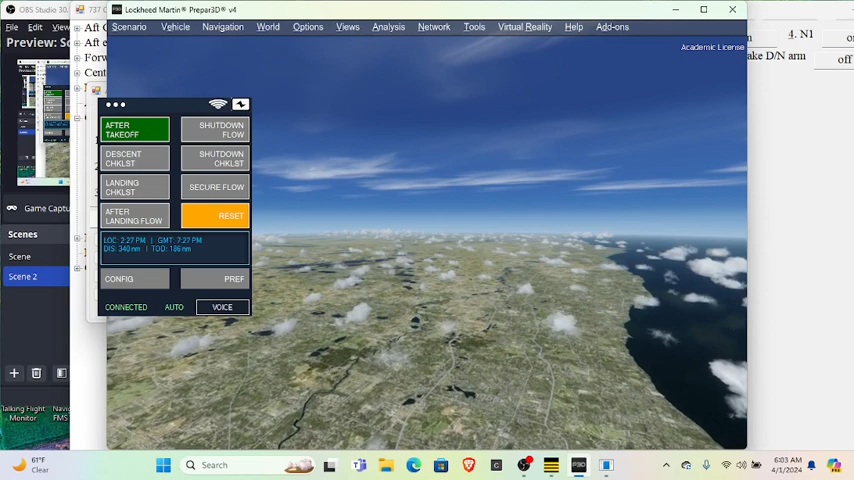 OBS Studio 30.
737
Lockheed Martin® Prepar3D® v4
File
Scenario Vehicle Navigation World Options Views Analysis Network Tools Virtual Reality Help Add-ons
4. N1
Preview: Sc
Aft
Academic License
off
Aft e
Forw
Cent
AFTER
TAKEOFF
SHUTDOWN
FLOW
DESCENT
CHKLST
SHUTDOWN
CHKLST
LANDING
CHKLST
SECURE FLOW
AFTER
LANDING FLOW
RESET
Game Captu
Scenes
LOC: 2:27 PM | GMT: 7:27 PM
DIS: 340 nm | TOD: 186 nm
Scene
Scene 2
CONFIG
PREF
CONNECTED AUTO VOICE
Talking Flight
Monitor
Navi
FMS
61°F
Clear
Search
P3D
6:03 AM
4/1/2024